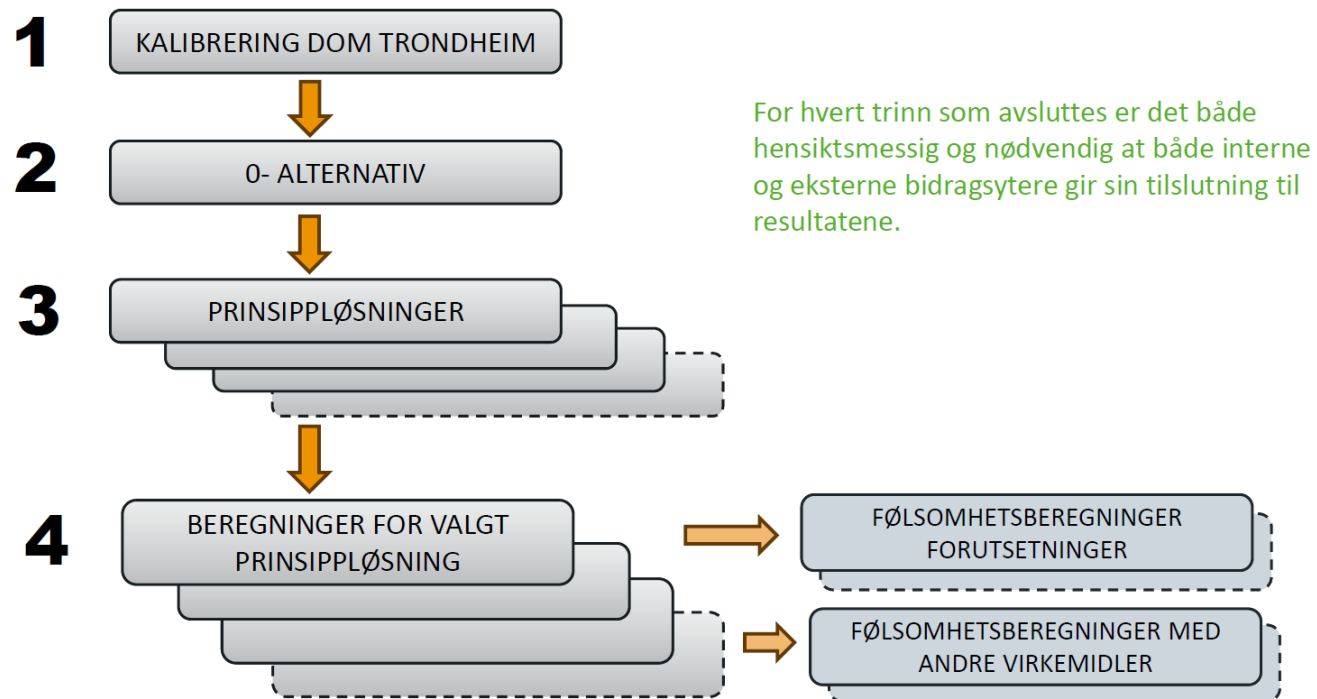 1
KALIBRERING DOM TRONDHEIM
For hvert trinn som avsluttes er det både
hensiktsmessig og nødvendig at både interne
og eksterne bidragsytere gir sin tilslutning til
resultatene.
2
0- ALTERNATIV
3
PRINSIPPLØSNINGER
4
BEREGNINGER FOR VALGT
PRINSIPPLØSNING
FØLSOMHETSBEREGNINGER
FORUTSETNINGER
FØLSOMHETSBEREGNINGER MED
ANDRE VIRKEMIDLER